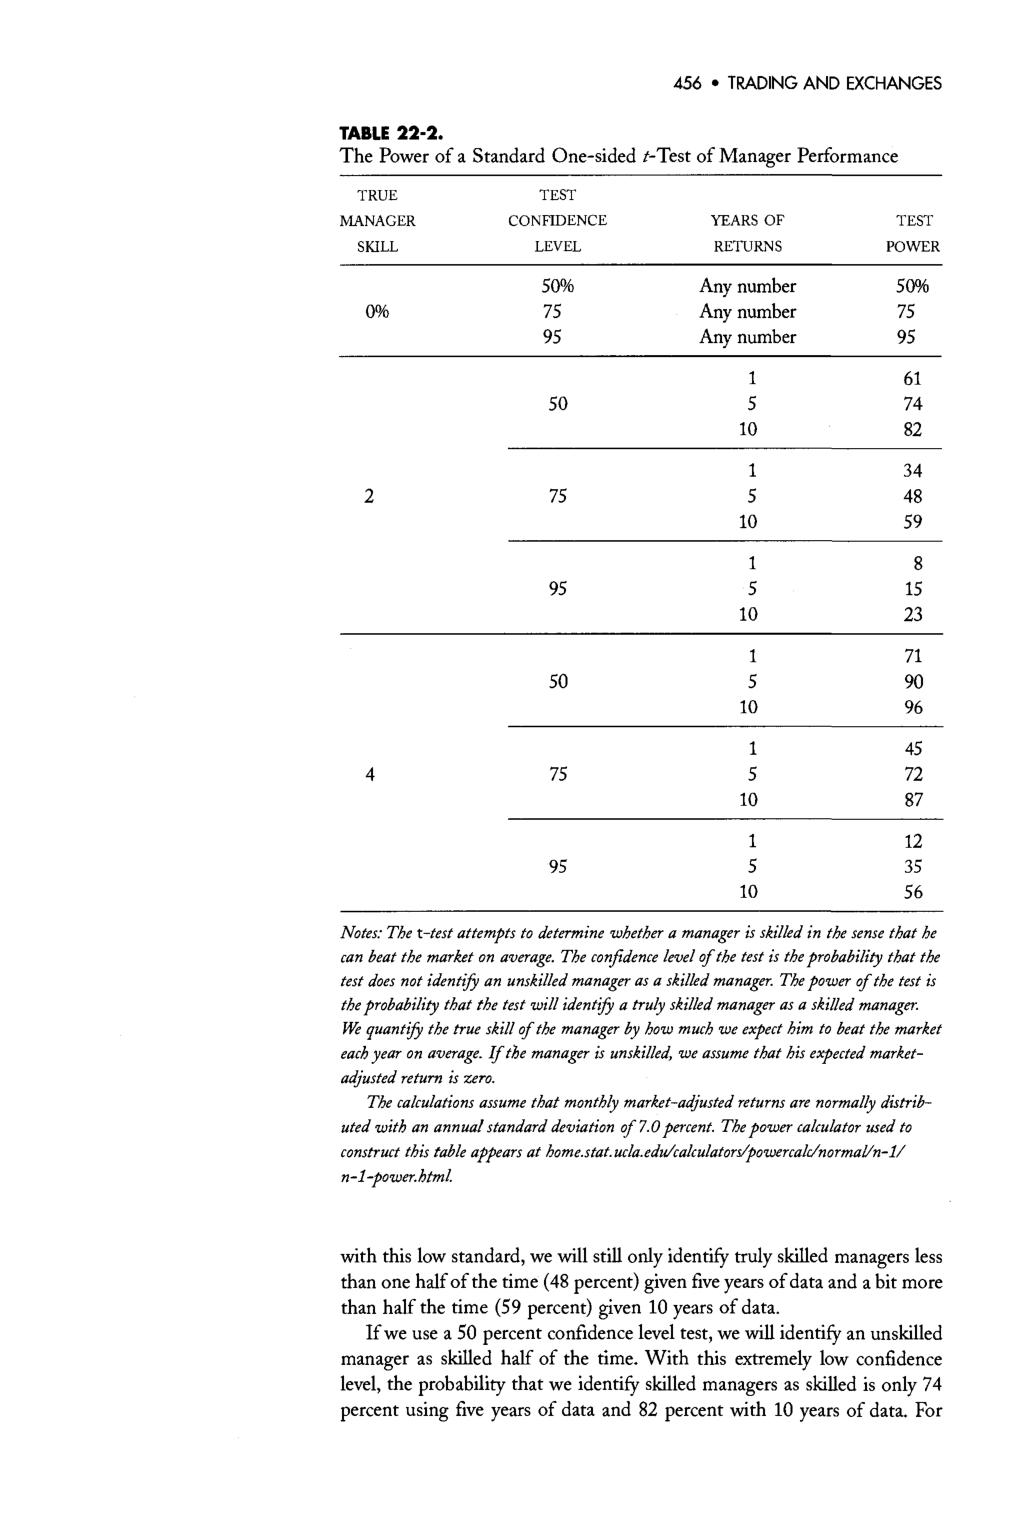 456 • TRADING AND EXCHANGES
TABLE 22-2.
The Power of a Standard One-sided t-Test of Manager Performance
TRUE TEST
MANAGER CONFIDENCE YEARS OF TEST
SKILL LEVEL RETURNS POWER
50% Any number 50%
0% 75 Any number 75
95 Any number 95
1 61
50 5 74
10 82
1 34
2 75 5 48
10 59
1 8
95 5 15
10 23
1 71
50 5 90
10 96
1 45
4 75 5 72
10 87
1 12
95 5 35
10 56
Notes: The t-test attempts to determine whether a manager is skilled in the sense that he
can beat the market on average. The confidence level of the test is the probability that the
test does not identify an unskilled manager as a skilled manager. The power of the test is
the probability that the test will identify a truly skilled manager as a skilled manager.
We quantify the true skill of the manager by how much we expect him to beat the market
each year on average. If the manager is unskilled, we assume that his expected market-
adjusted return is zero.
The calculations assume that monthly market-adjusted returns are normally distrib-
uted with an annual standard deviation of 7.0 percent. The power calculator used to
construct this table appears at home.stat.ucla.edu/calculators/powercalc/normal/n-1/
n-1-power.html.
with this low standard, we will still only identify truly skilled managers less
than one half of the time (48 percent) given five years of data and a bit more
than half the time (59 percent) given 10 years of data.
If we use a 50 percent confidence level test, we will identify an unskilled
manager as skilled half of the time. With this extremely low confidence
level, the probability that we identify skilled managers as skilled is only 74
percent using five years of data and 82 percent with 10 years of data. For